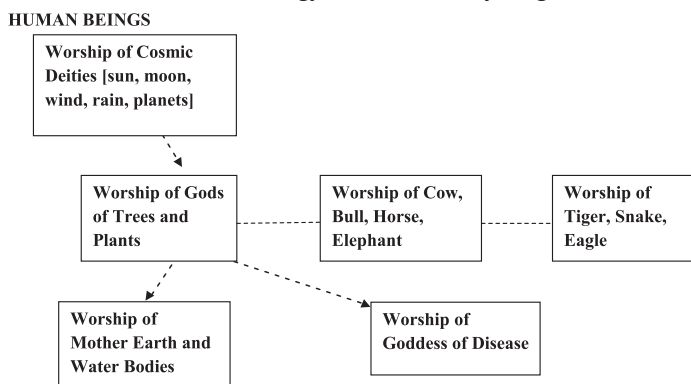 HUMAN BEINGS
Worship of Cosmic
Deities [sun, moon,
wind, rain, planets]
Worship of Gods
of Trees and
Plants
Worship of Cow,
Bull, Horse,
Elephant
Worship of
Tiger, Snake,
Eagle
Worship of
Mother Earth and
Water Bodies
Worship of
Goddess of Disease